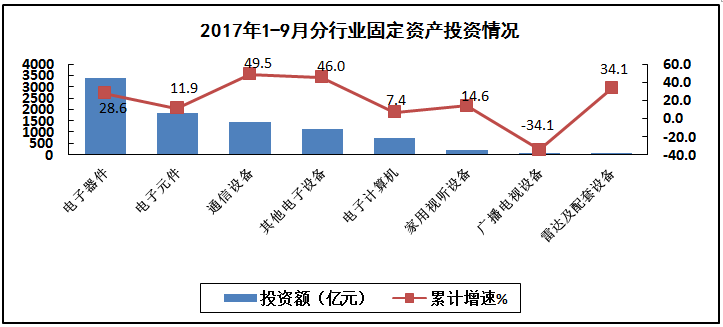 2017年1-9月分行业固定资产投资情况
4000
3500
3000
2500
2000
1500
1000
500
0
60.0
40.0
20.0
0.0
-20.0
-40.0
28.6
11.9
49.5
46.0
7.4
14.6
-34.1
34.1
电子器件
电子元件
通信设备
其他电子设备
电子计算机
家用视听设备
广播电视设备
雷达及配套设备
投资额（亿元）
累计增速%